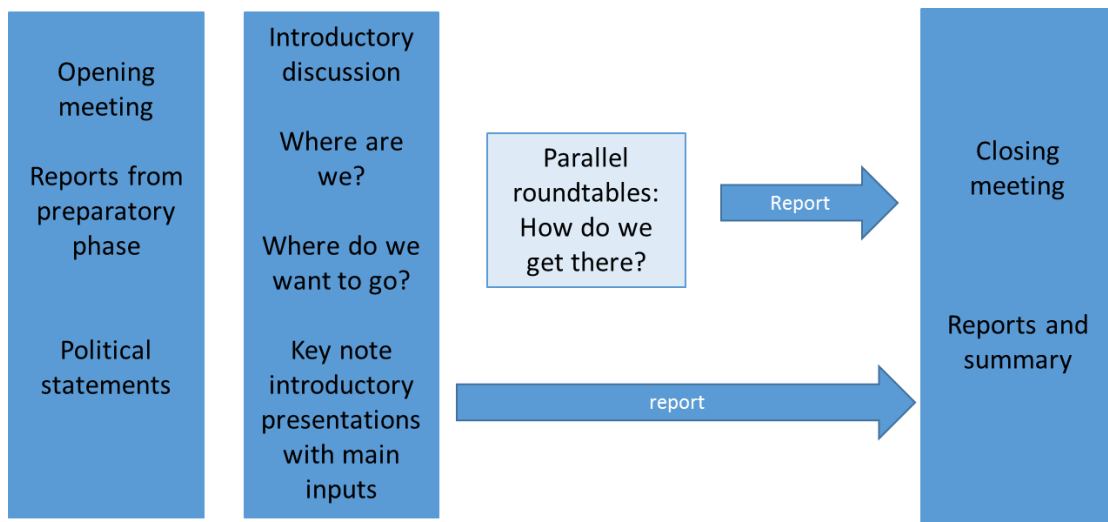 Opening
meeting
Reports from
preparatory
phase
Political
statements
Introductory
discussion
Where are
we?
Where do we
want to go?
Key note
introductory
presentations
with main
inputs
Parallel
roundtables:
How do we
get there?
Report
report
Closing
meeting
Reports and
summary